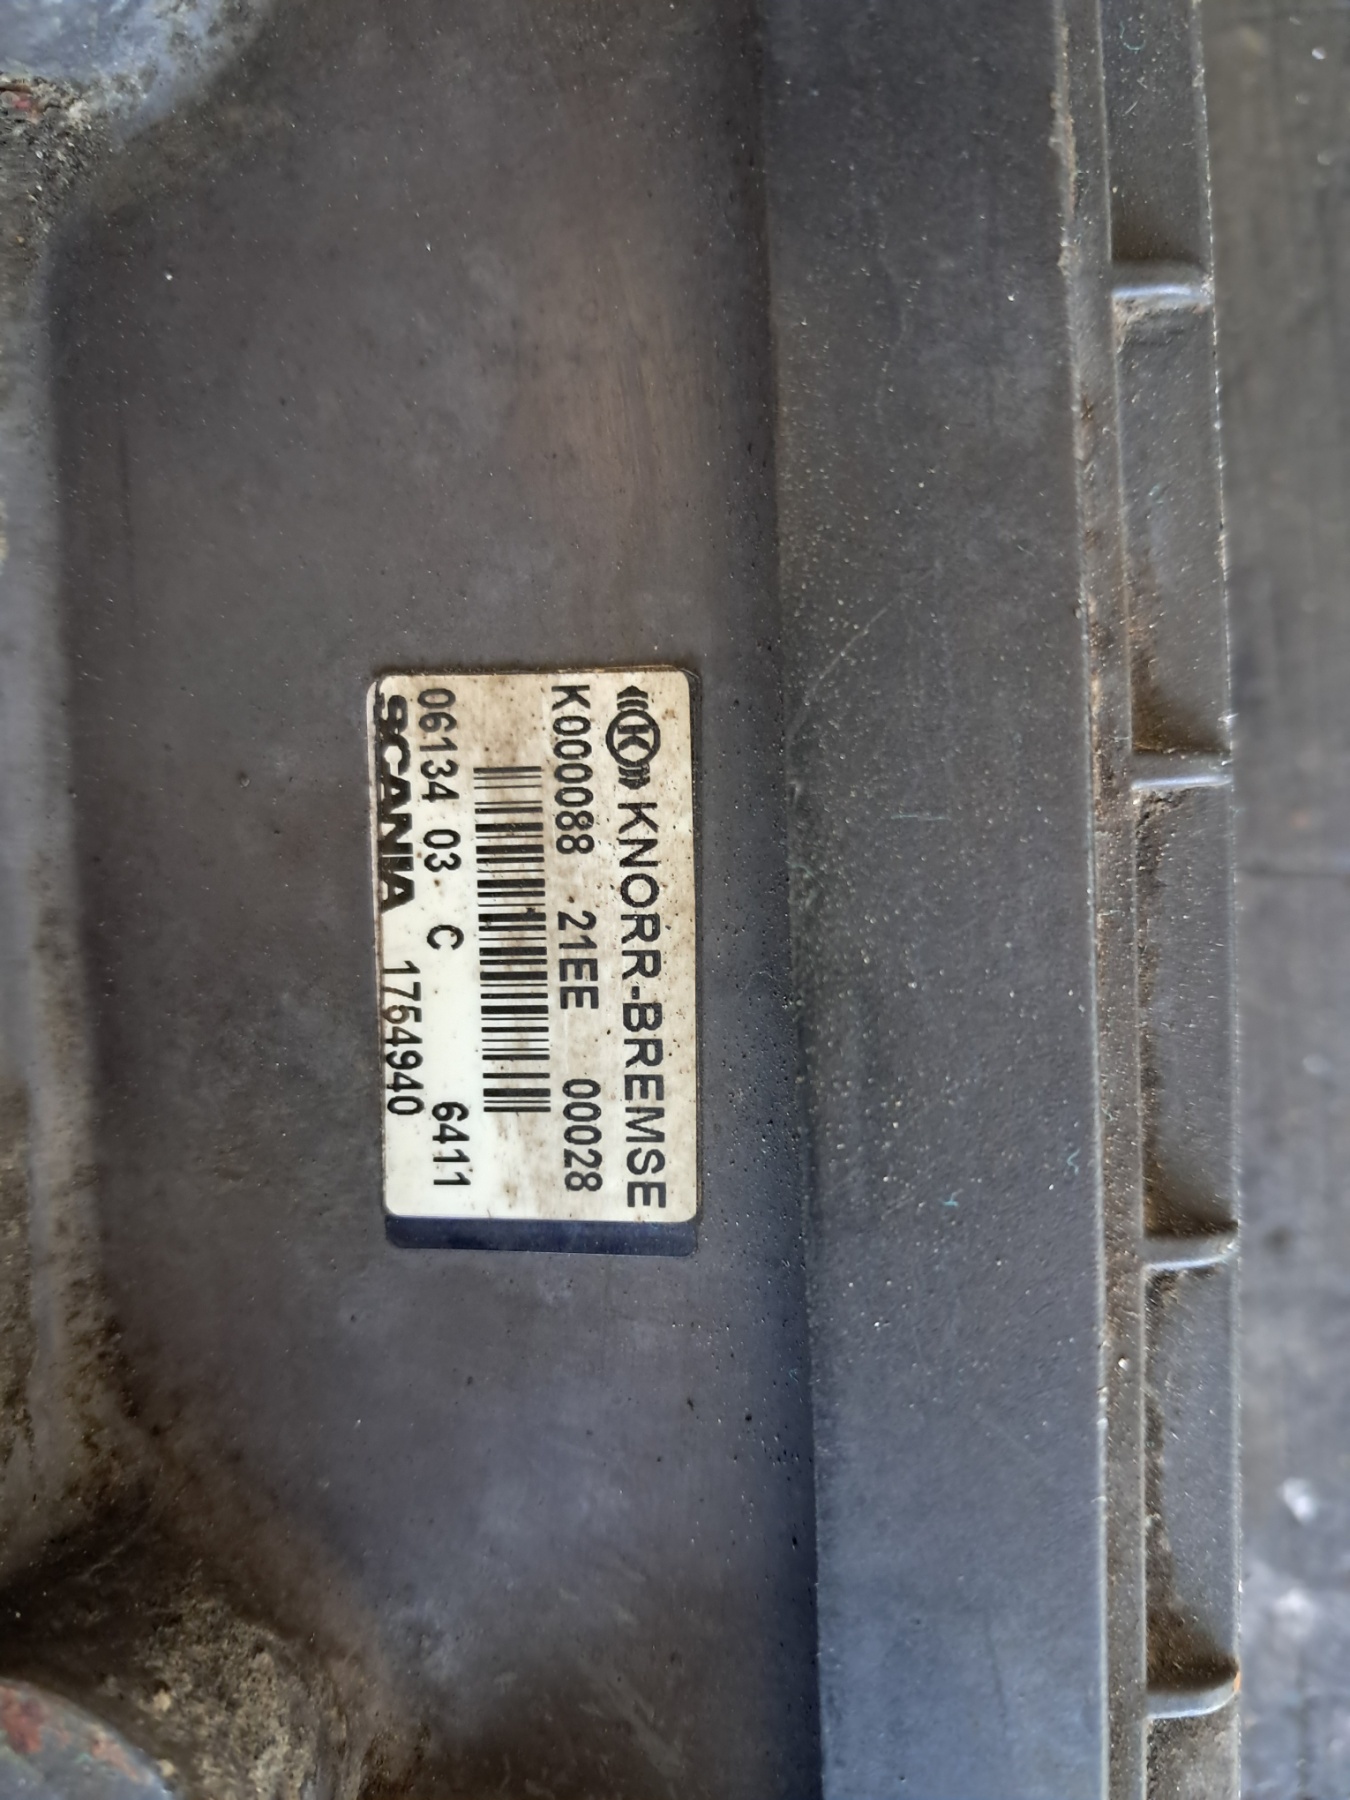 KNORR-BREMSE
K000088 21EE 00028
06134 03 C 6411
SCANIA 1754940